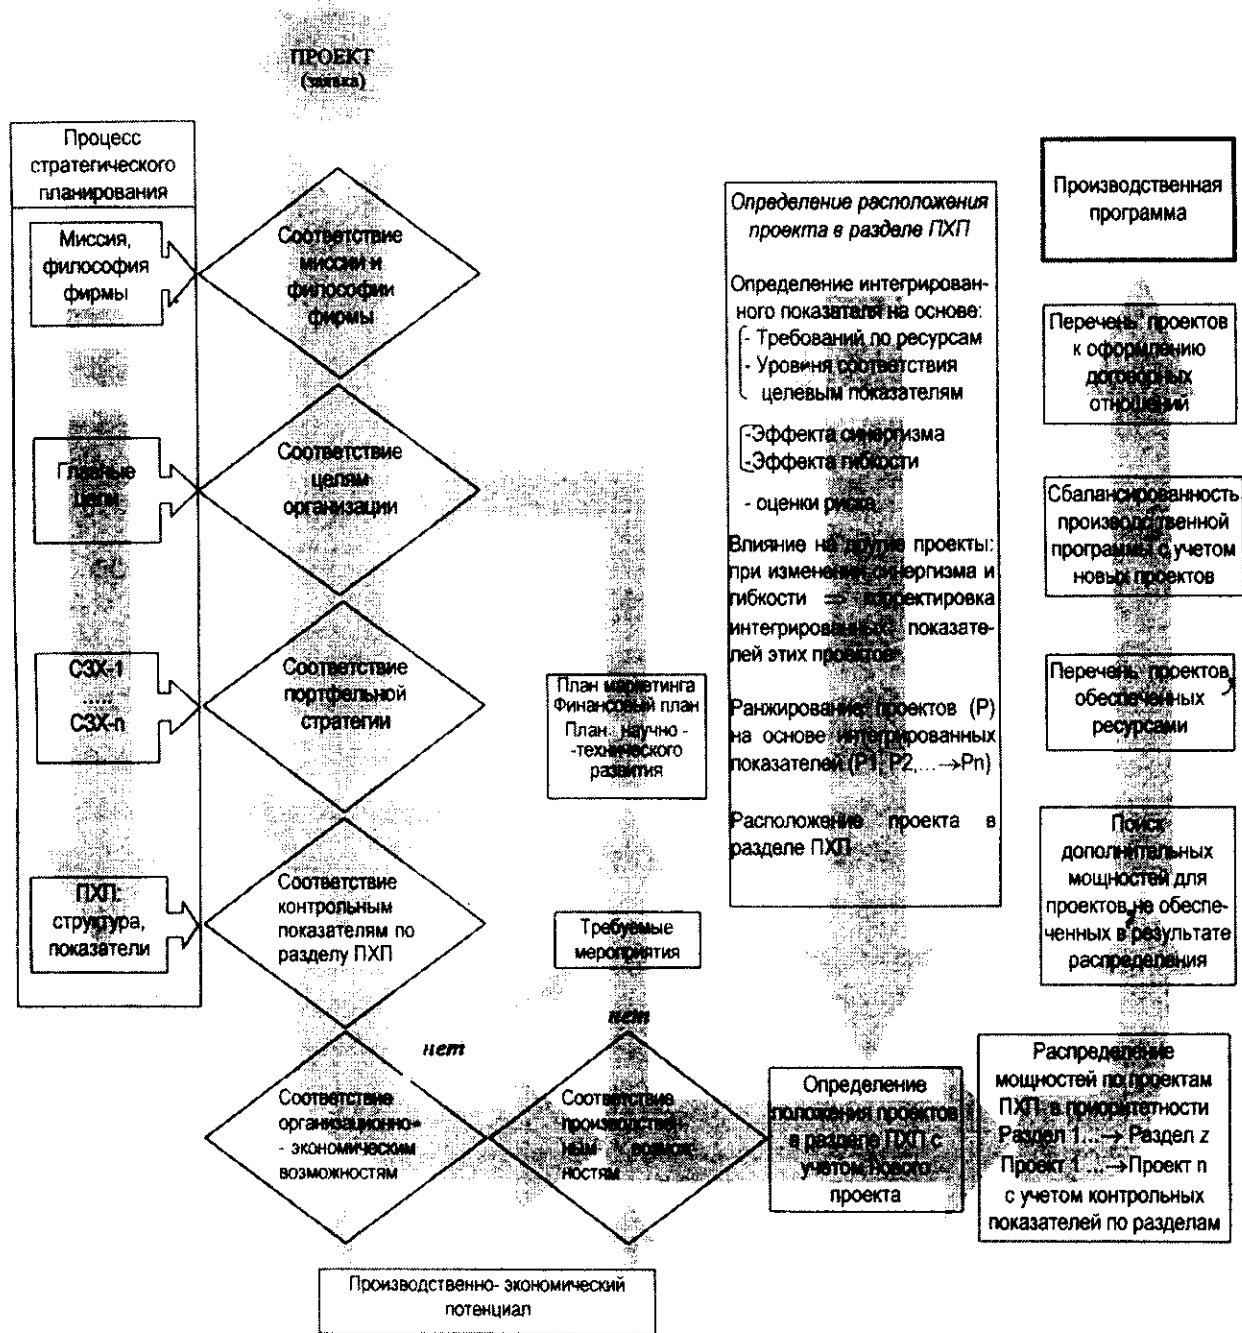 ПРОЕКТ
(заявка)
Процесс
стратегического
планирования
Миссия,
философия
фирмы
Главные
цели
СЗХ-1
.....
СЗХ-n
ПХП:
структура,
показатели
Соответствие
миссии и
философии
фирмы
Соответствие
целям
организации
Соответствие
портфельной
стратегии
Соответствие
контрольным
показателям по
разделу ПХП
нет
Соответствие
организационно-
- экономическим
возможностям
нет
Соответствие
производствен-
ным возмож-
ностям
Производственно- экономический
потенциал
План маркетинга
Финансовый план
План научно -
-технического
развития
Требуемые
мероприятия
Определение расположения
проекта в разделе ПХП
Определение интегрирован-
ного показателя на основе:
- Требований по ресурсам
- Уровиня соответствия
целевым показателям
-Эффекта синергизма
-Эффекта гибкости
- оценки риска
Влияние на другие проекты:
при изменении синергизма и
гибкости ⇒ корректировка
интегрированных показате-
лей этих проектов
Ранжирование проектов (P)
на основе интегрированных
показателей (P1, P2,...→Pn)
Расположение проекта в
разделе ПХП
Определение
положения проектов
в разделе ПХП с
учетом нового
проекта
Производственная
программа
Перечень проектов
к оформлению
договорных
отношений
Сбалансированность
производственной
программы с учетом
новых проектов
Перечень проектов,
обеспеченных
ресурсами
Поиск
дополнительных
мощностей для
проектов, не обеспе-
ченных в результате
распределения
Распределение
мощностей по проектам
ПХП в приоритетности
Раздел 1...→ Раздел z
Проект 1 ...→Проект n
с учетом контрольных
показателей по разделам